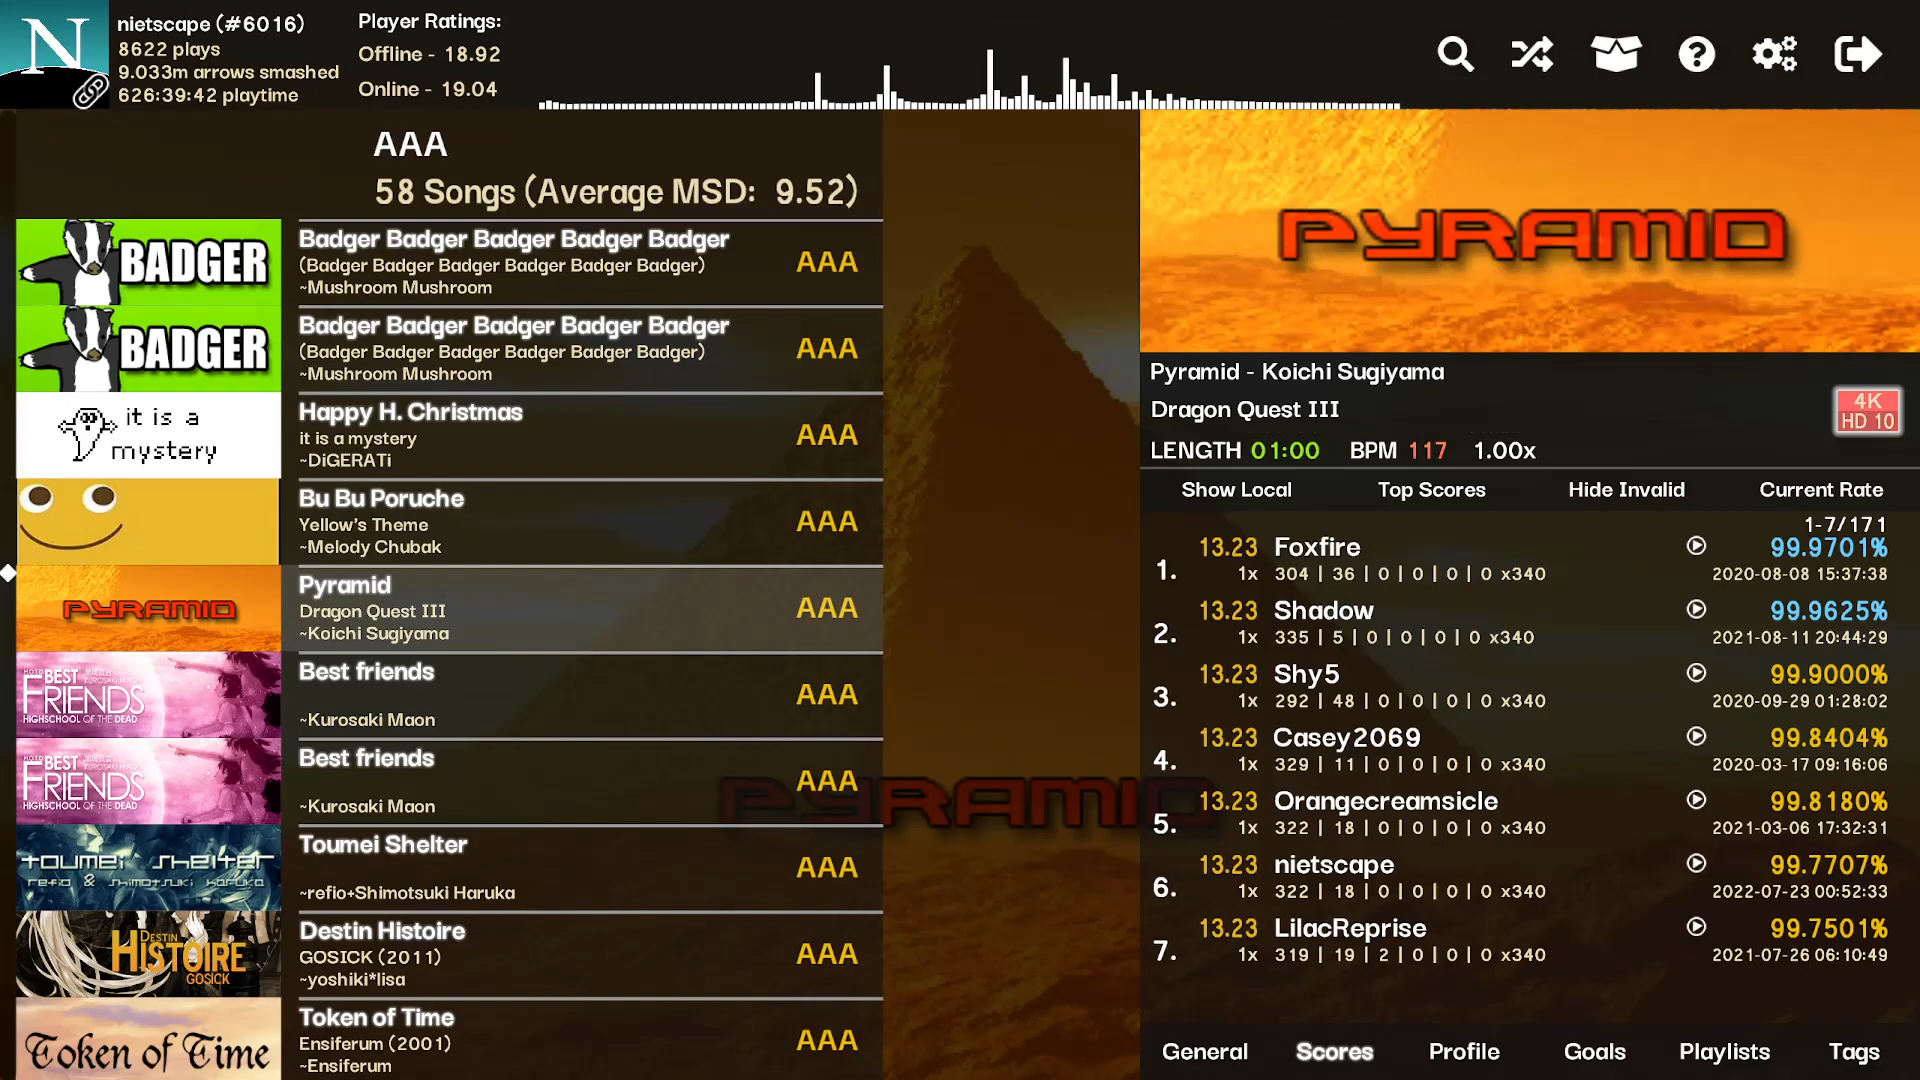 N
nietscape (#6016)
8622 plays
9.033m arrows smashed
626:39:42 playtime
Player Ratings:
Offline - 18.92
Online - 19.04
?
AAA
58 Songs (Average MSD: 9.52)
BADGER
Badger Badger Badger Badger Badger
(Badger Badger Badger Badger Badger Badger)
~Mushroom Mushroom
AAA
BADGER
Badger Badger Badger Badger Badger
(Badger Badger Badger Badger Badger Badger)
~Mushroom Mushroom
AAA
it is a
mystery
Happy H. Christmas
it is a mystery
~DiGERATi
AAA
Bu Bu Poruche
Yellow's Theme
~Melody Chubak
AAA
PYRAMID
Pyramid
Dragon Quest III
~Koichi Sugiyama
AAA
BEST
FRIENDS
HIGHSCHOOL OF THE DEAD
Best friends
~Kurosaki Maon
AAA
BEST
FRIENDS
HIGHSCHOOL OF THE DEAD
Best friends
~Kurosaki Maon
AAA
toumei shelter
refio & shimotsuki haruka
Toumei Shelter
~refio+Shimotsuki Haruka
AAA
DESTIN
HISTOIRE
GOSICK
Destin Histoire
GOSICK (2011)
~yoshiki*lisa
AAA
Token of Time
Token of Time
Ensiferum (2001)
~Ensiferum
AAA
PYRAMID
PYRAMID
Pyramid - Koichi Sugiyama
Dragon Quest III
4K
HD 10
LENGTH 01:00 BPM 117 1.00x
Show Local Top Scores Hide Invalid Current Rate
1-7/171
1. 13.23 Foxfire 99.9701%
1x 304 | 36 | 0 | 0 | 0 | 0 x340 2020-08-08 15:37:38
2. 13.23 Shadow 99.9625%
1x 335 | 5 | 0 | 0 | 0 | 0 x340 2021-08-11 20:44:29
3. 13.23 Shy5 99.9000%
1x 292 | 48 | 0 | 0 | 0 | 0 x340 2020-09-29 01:28:02
4. 13.23 Casey2069 99.8404%
1x 329 | 11 | 0 | 0 | 0 | 0 x340 2020-03-17 09:16:06
5. 13.23 Orangecreamsicle 99.8180%
1x 322 | 18 | 0 | 0 | 0 | 0 x340 2021-03-06 17:32:31
6. 13.23 nietscape 99.7707%
1x 322 | 18 | 0 | 0 | 0 | 0 x340 2022-07-23 00:52:33
7. 13.23 LilacReprise 99.7501%
1x 319 | 19 | 2 | 0 | 0 | 0 x340 2021-07-26 06:10:49
General Scores Profile Goals Playlists Tags